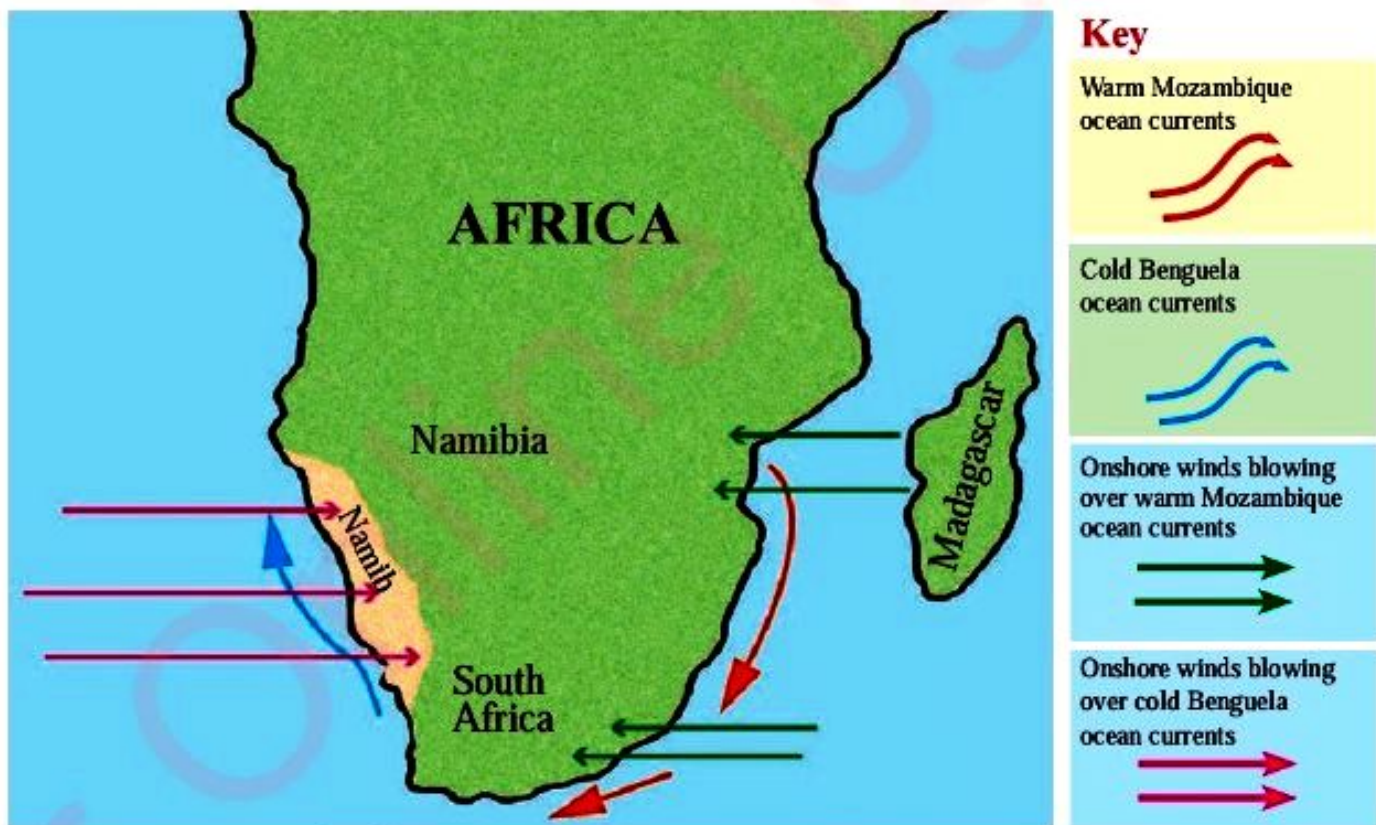 AFRICA
Namibia
Namib
South
Africa
Madagascar
Key
Warm Mozambique
ocean currents
Cold Benguela
ocean currents
Onshore winds blowing
over warm Mozambique
ocean currents
Onshore winds blowing
over cold Benguela
ocean currents